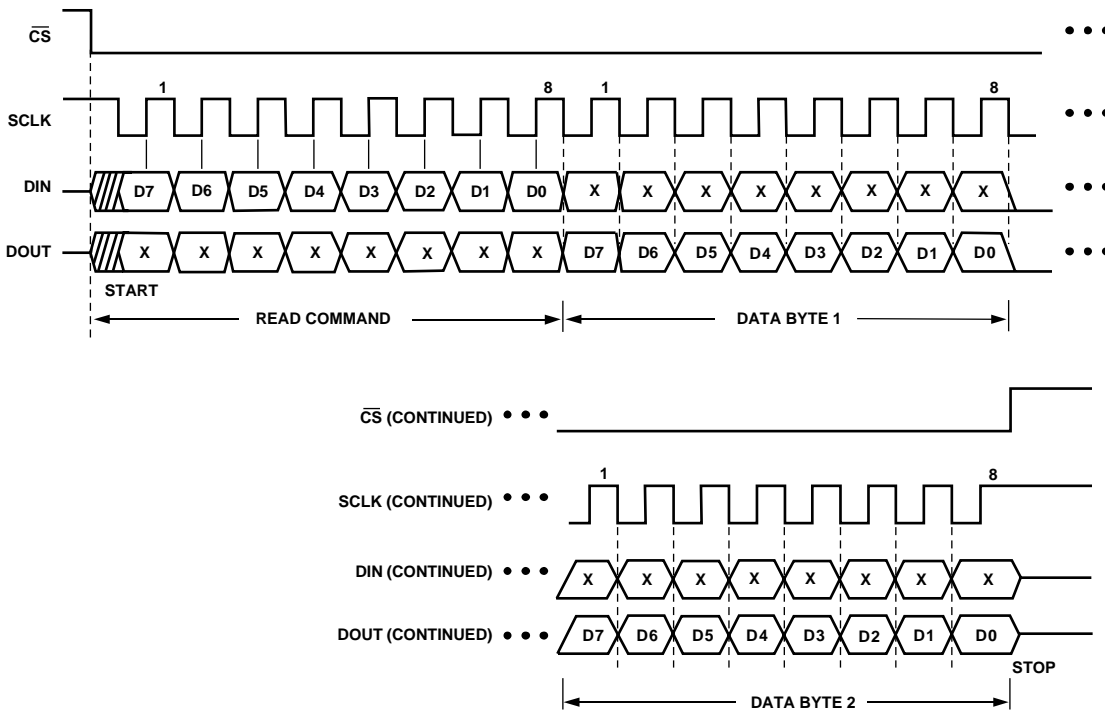 C̅S̅
1 8 1 8
SCLK
DIN D7 D6 D5 D4 D3 D2 D1 D0 X X X X X X X X
DOUT X X X X X X X X D7 D6 D5 D4 D3 D2 D1 D0
START
READ COMMAND DATA BYTE 1
C̅S̅ (CONTINUED)
1 8
SCLK (CONTINUED)
DIN (CONTINUED) X X X X X X X X
DOUT (CONTINUED) D7 D6 D5 D4 D3 D2 D1 D0
STOP
DATA BYTE 2